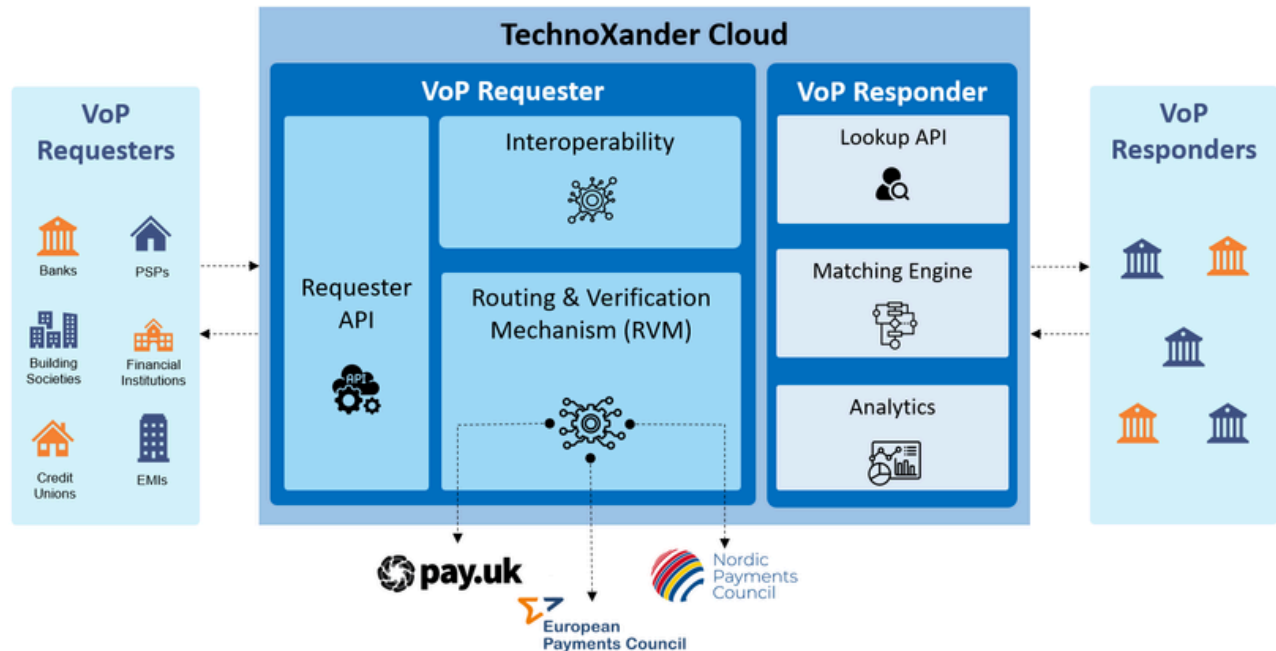 TechnoXander Cloud
VoP
Requesters
Banks
PSPs
Building
Societies
Financial
Institutions
Credit
Unions
EMIs
VoP Requester
Requester
API
API
Interoperability
Routing & Verification
Mechanism (RVM)
VoP Responder
Lookup API
Matching Engine
Analytics
VoP
Responders
pay.uk
European
Payments Council
Nordic
Payments
Council